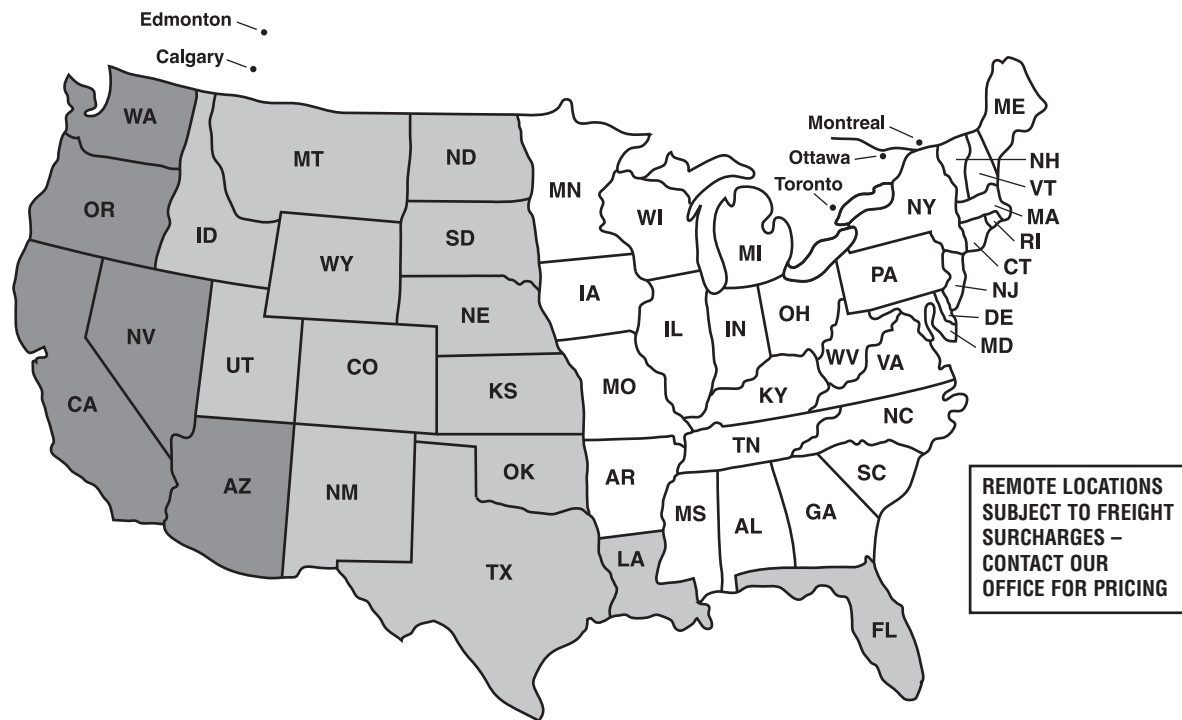 Edmonton
Calgary
WA
MT
ND
MN
ME
Montreal
Ottawa
Toronto
NH
VT
MA
RI
CT
NJ
DE
MD
OR
ID
WY
SD
WI
MI
NY
PA
IA
NE
NV
UT
CO
IL
IN
OH
WV
VA
CA
KS
MO
KY
NC
TN
AZ
NM
OK
AR
SC
MS
AL
GA
TX
LA
FL
REMOTE LOCATIONS
SUBJECT TO FREIGHT
SURCHARGES –
CONTACT OUR
OFFICE FOR PRICING